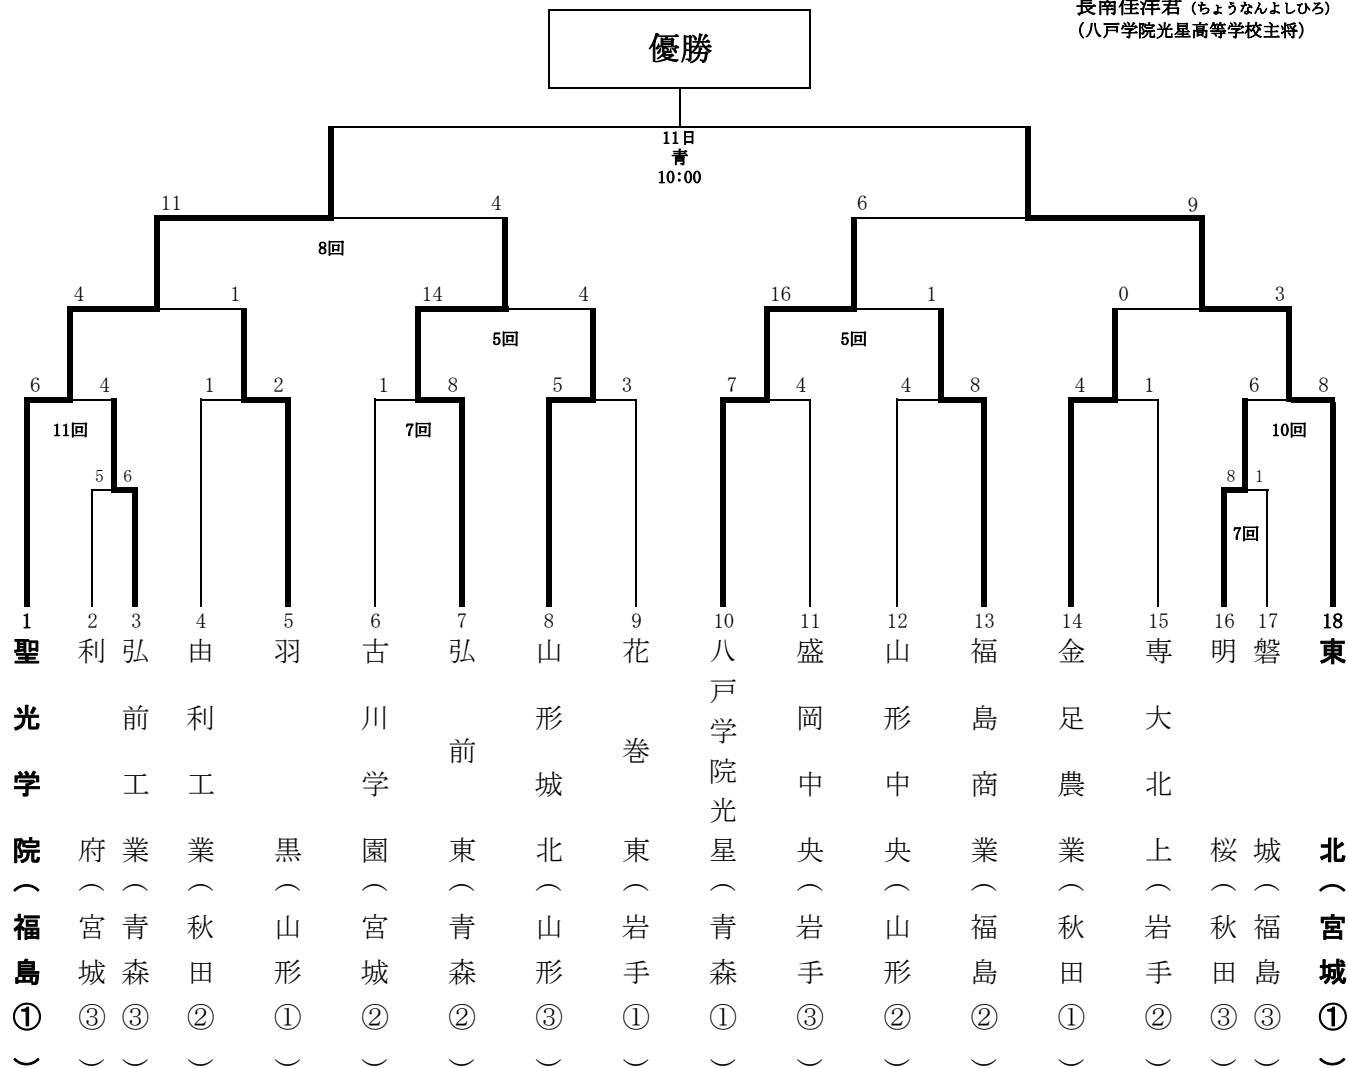 長南佳洋君（ちょうなんよしひろ）
（八戸学院光星高等学校主将）
優勝
11日
青
10:00
11 4 6 9
8回
4 1 14 4 16 1 0 3
5回 5回
6 4 1 2 1 8 5 3 7 4 4 8 4 1 6 8
11回 7回 10回
5 6 8 1
7回
1 聖光学院（福島①）
2 利府（宮城③）
3 弘前工業（青森③）
4 由利工業（秋田②）
5 羽黒（山形①）
6 古川学園（宮城②）
7 弘前東（青森②）
8 山形城北（山形③）
9 花巻東（岩手①）
10 八戸学院光星（青森①）
11 盛岡中央（岩手③）
12 山形中央（山形②）
13 福島商業（福島②）
14 金足農業（秋田①）
15 専大北上（岩手②）
16 明桜（秋田③）
17 磐城（福島③）
18 東北（宮城①）